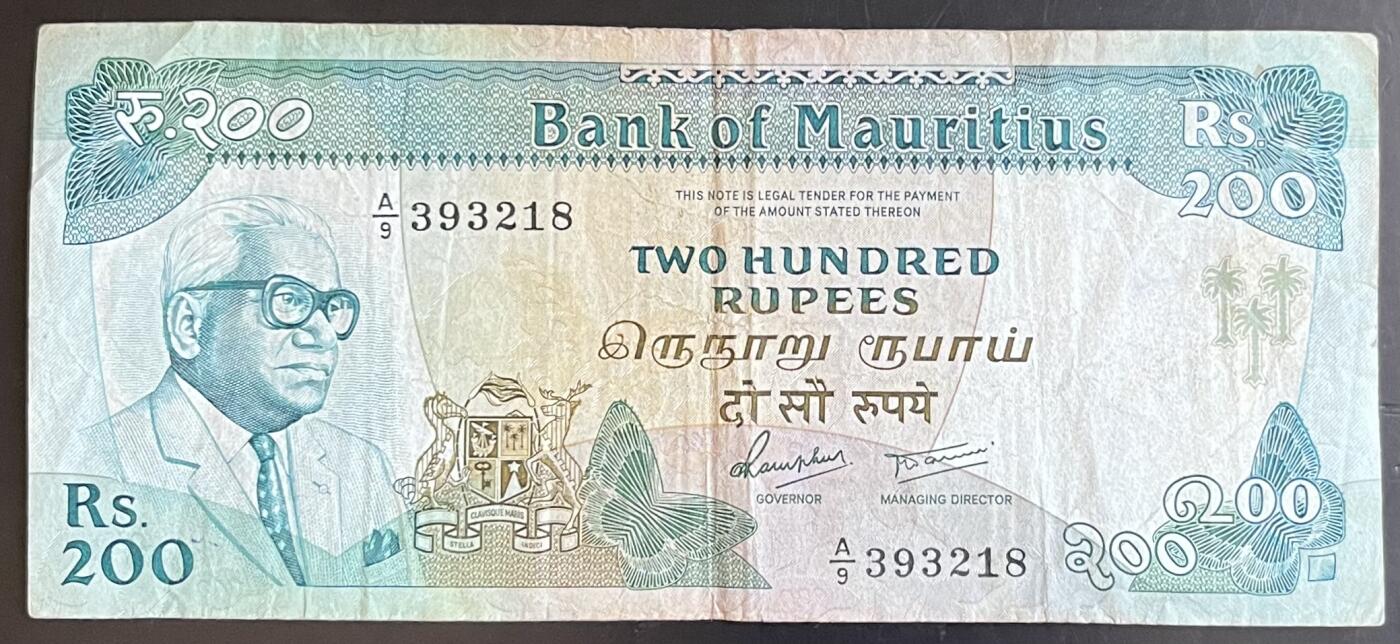 रु.२००
Bank of Mauritius
Rs.
200
A/9 393218
THIS NOTE IS LEGAL TENDER FOR THE PAYMENT
OF THE AMOUNT STATED THEREON
TWO HUNDRED
RUPEES
இருநூறு ரூபாய்
दो सौ रुपये
GOVERNOR
MANAGING DIRECTOR
CLAVISQUE MARIS
STELLA
INDICI
Rs.
200
A/9 393218
२००
௨00